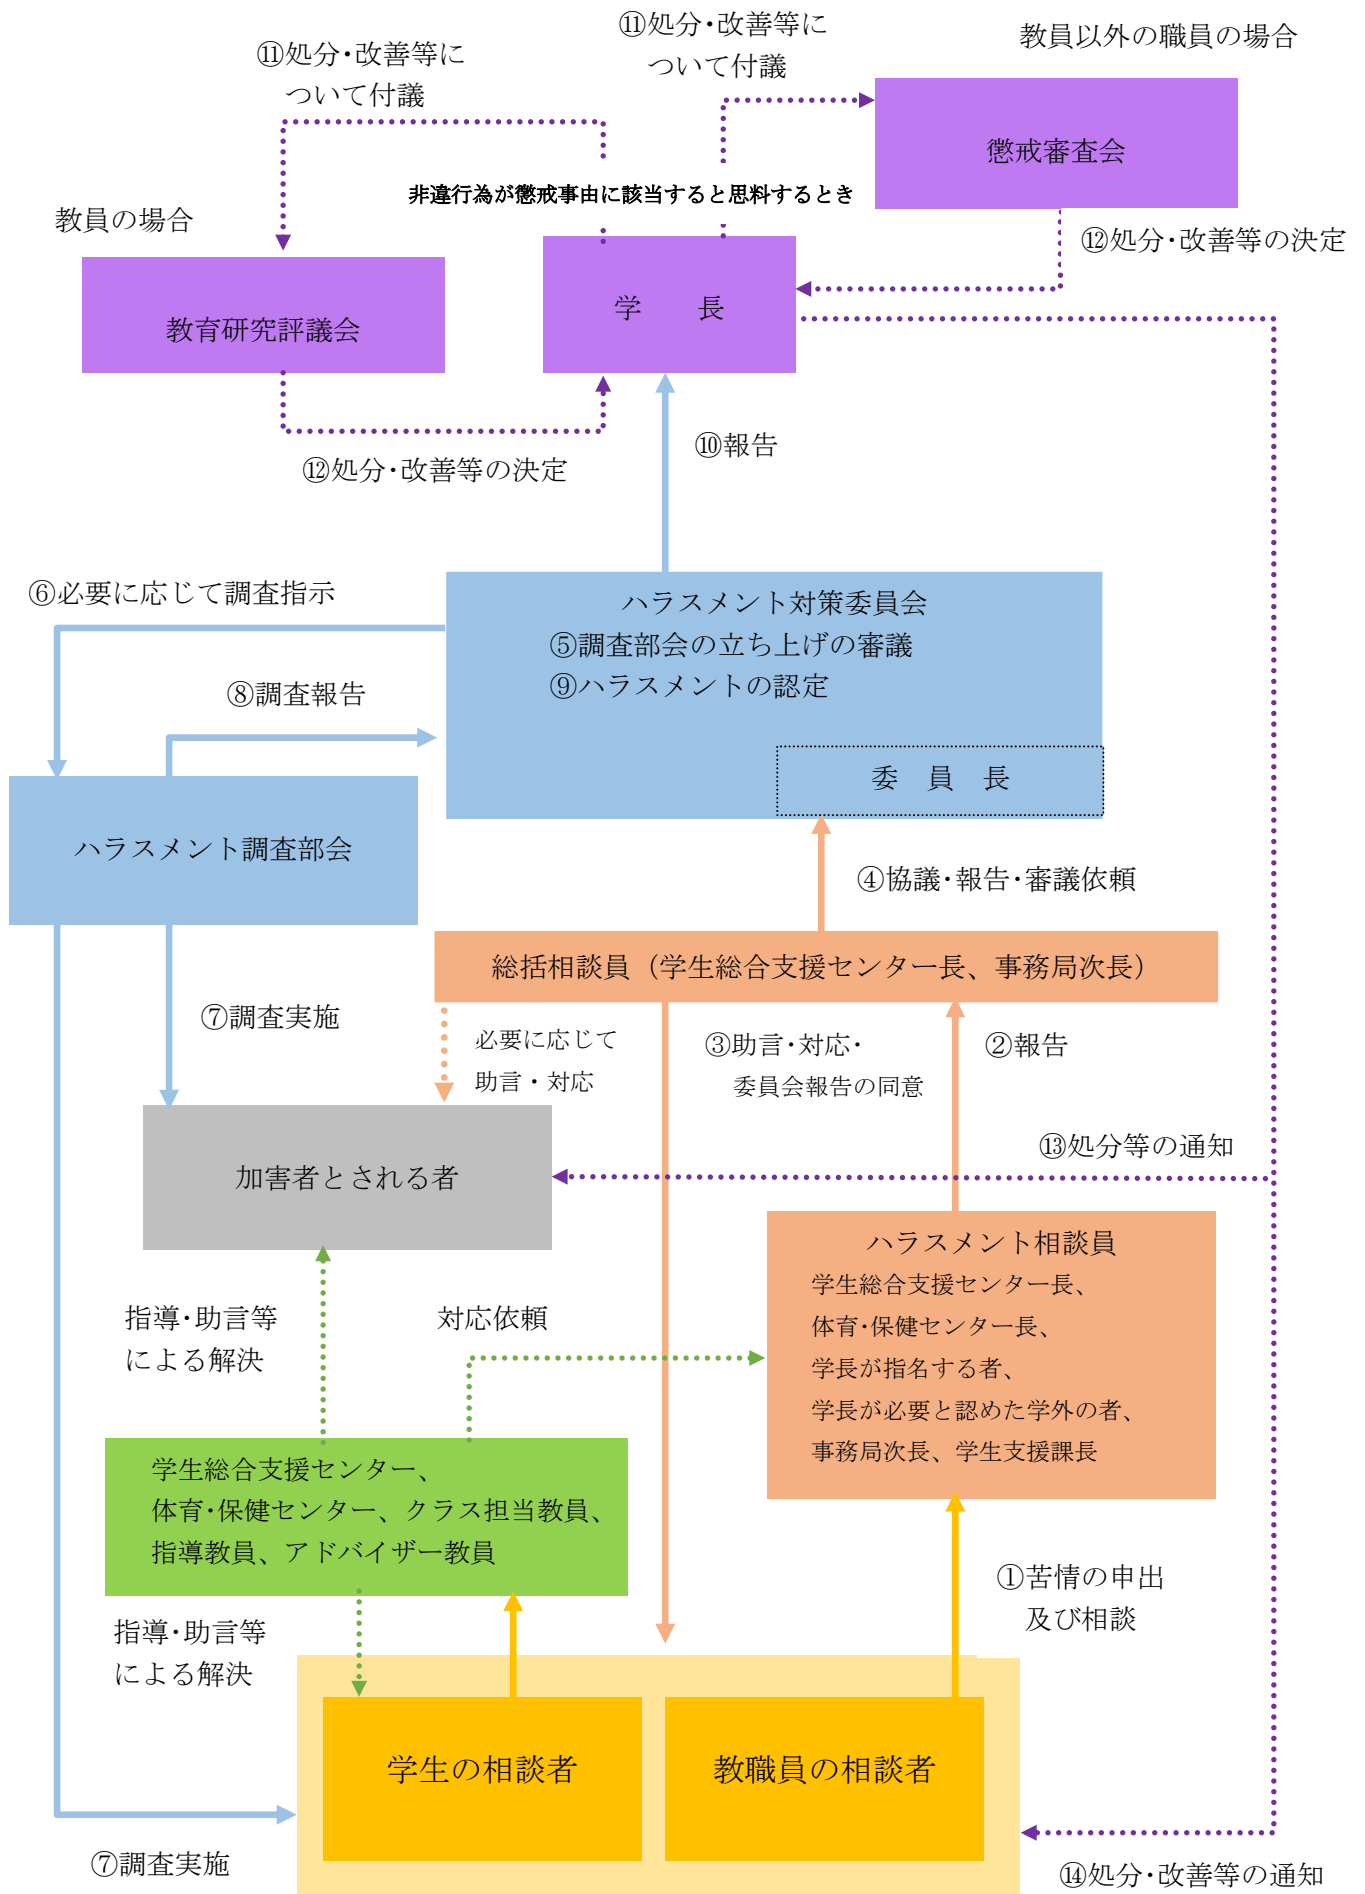 ⑪処分・改善等に
ついて付議
⑪処分・改善等に
ついて付議
教員以外の職員の場合
懲戒審査会
非違行為が懲戒事由に該当すると思料するとき
教員の場合
⑫処分・改善等の決定
学　　長
教育研究評議会
⑫処分・改善等の決定
⑩報告
⑥必要に応じて調査指示
ハラスメント対策委員会
⑤調査部会の立ち上げの審議
⑨ハラスメントの認定
⑧調査報告
委　員　長
ハラスメント調査部会
④協議・報告・審議依頼
総括相談員（学生総合支援センター長、事務局次長）
⑦調査実施
必要に応じて
助言・対応
③助言・対応・
委員会報告の同意
②報告
⑬処分等の通知
加害者とされる者
ハラスメント相談員
学生総合支援センター長、
体育・保健センター長、
学長が指名する者、
学長が必要と認めた学外の者、
事務局次長、学生支援課長
指導・助言等
による解決
対応依頼
学生総合支援センター、
体育・保健センター、クラス担当教員、
指導教員、アドバイザー教員
①苦情の申出
及び相談
指導・助言等
による解決
学生の相談者
教職員の相談者
⑦調査実施
⑭処分・改善等の通知